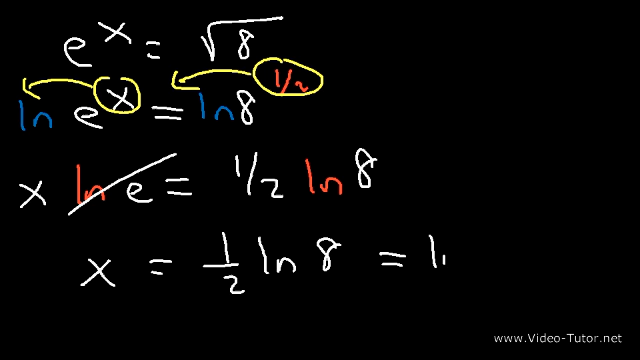 e^x = √8
ln e^x = ln 8^1/2
x ln e = 1/2 ln 8
x = 1/2 ln 8 = 1.
www.Video-Tutor.net